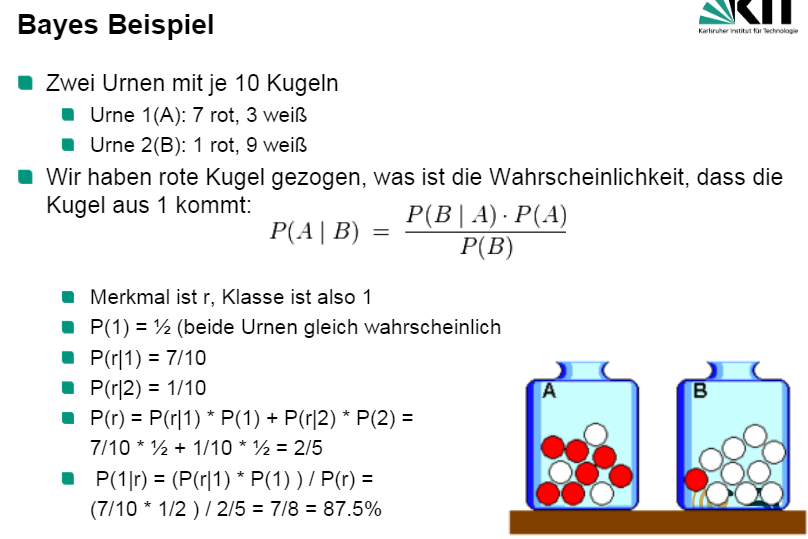 Bayes Beispiel
KIT
Karlsruher Institut für Technologie
Zwei Urnen mit je 10 Kugeln
Urne 1(A): 7 rot, 3 weiß
Urne 2(B): 1 rot, 9 weiß
Wir haben rote Kugel gezogen, was ist die Wahrscheinlichkeit, dass die
Kugel aus 1 kommt:
P(A | B) = P(B | A) · P(A) / P(B)
Merkmal ist r, Klasse ist also 1
P(1) = ½ (beide Urnen gleich wahrscheinlich
P(r|1) = 7/10
P(r|2) = 1/10
P(r) = P(r|1) * P(1) + P(r|2) * P(2) =
7/10 * ½ + 1/10 * ½ = 2/5
P(1|r) = (P(r|1) * P(1) ) / P(r) =
(7/10 * 1/2 ) / 2/5 = 7/8 = 87.5%
A
B